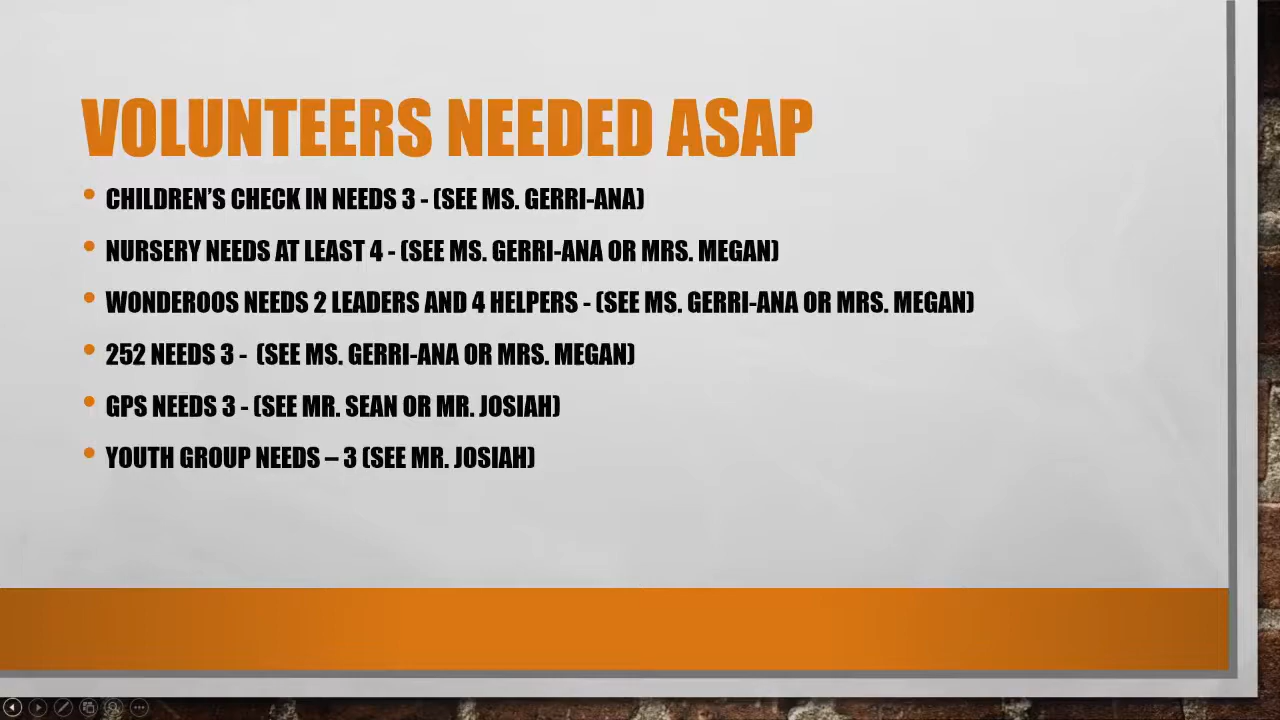 VOLUNTEERS NEEDED ASAP
• CHILDREN’S CHECK IN NEEDS 3 - (SEE MS. GERRI-ANA)
• NURSERY NEEDS AT LEAST 4 - (SEE MS. GERRI-ANA OR MRS. MEGAN)
• WONDEROOS NEEDS 2 LEADERS AND 4 HELPERS - (SEE MS. GERRI-ANA OR MRS. MEGAN)
• 252 NEEDS 3 -  (SEE MS. GERRI-ANA OR MRS. MEGAN)
• GPS NEEDS 3 - (SEE MR. SEAN OR MR. JOSIAH)
• YOUTH GROUP NEEDS – 3 (SEE MR. JOSIAH)